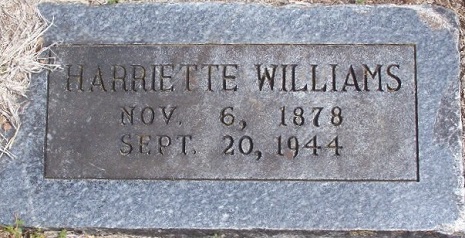 HARRIETTE WILLIAMS
NOV. 6, 1878
SEPT. 20, 1944